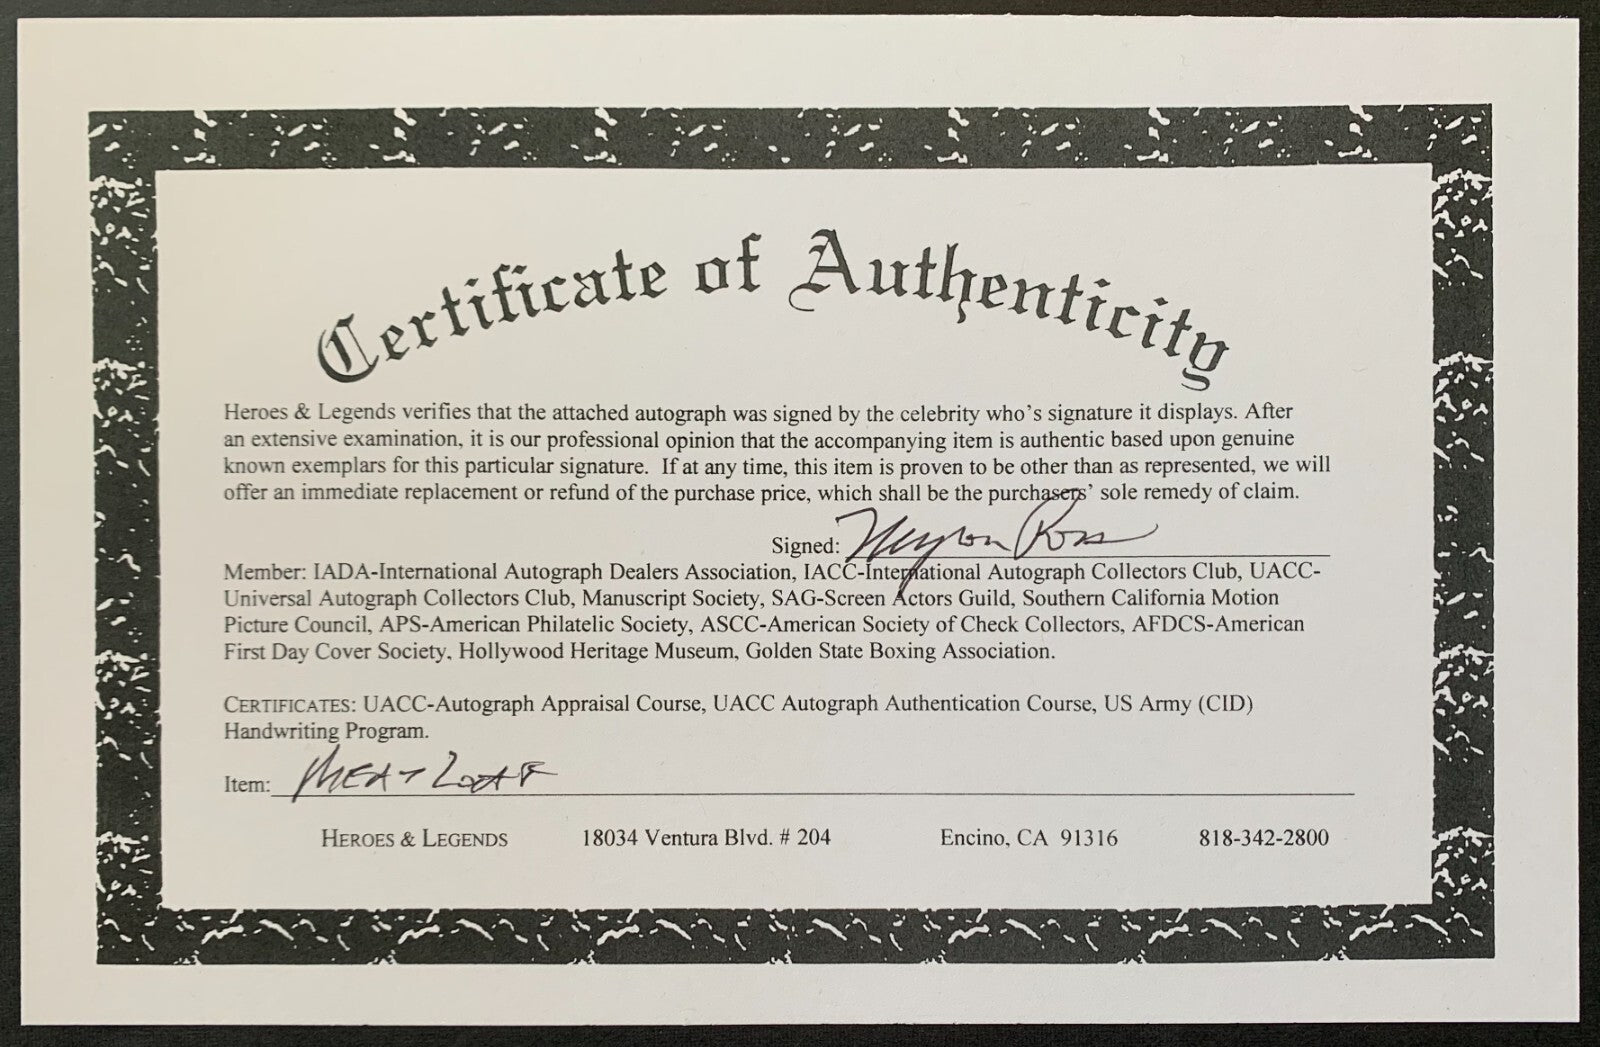 Certificate of Authenticity
Heroes & Legends verifies that the attached autograph was signed by the celebrity who's signature it displays. After
an extensive examination, it is our professional opinion that the accompanying item is authentic based upon genuine
known exemplars for this particular signature. If at any time, this item is proven to be other than as represented, we will
offer an immediate replacement or refund of the purchase price, which shall be the purchasers' sole remedy of claim.
Signed: Myron Ross
Member: IADA-International Autograph Dealers Association, IACC-International Autograph Collectors Club, UACC-
Universal Autograph Collectors Club, Manuscript Society, SAG-Screen Actors Guild, Southern California Motion
Picture Council, APS-American Philatelic Society, ASCC-American Society of Check Collectors, AFDCS-American
First Day Cover Society, Hollywood Heritage Museum, Golden State Boxing Association.
CERTIFICATES: UACC-Autograph Appraisal Course, UACC Autograph Authentication Course, US Army (CID)
Handwriting Program.
Item: MEAT LOAF
HEROES & LEGENDS 18034 Ventura Blvd. # 204 Encino, CA 91316 818-342-2800